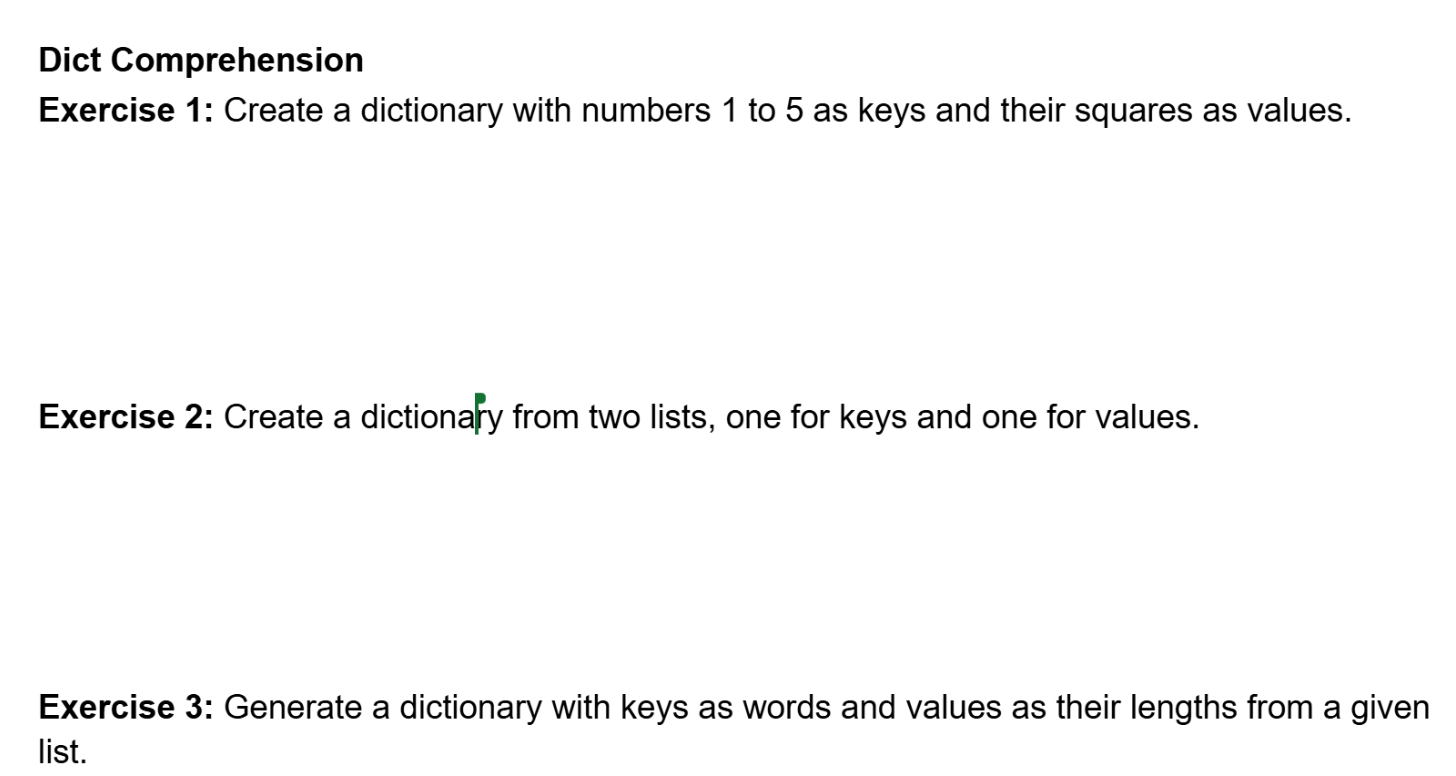 Dict Comprehension
Exercise 1: Create a dictionary with numbers 1 to 5 as keys and their squares as values.
Exercise 2: Create a dictionary from two lists, one for keys and one for values.
Exercise 3: Generate a dictionary with keys as words and values as their lengths from a given
list.